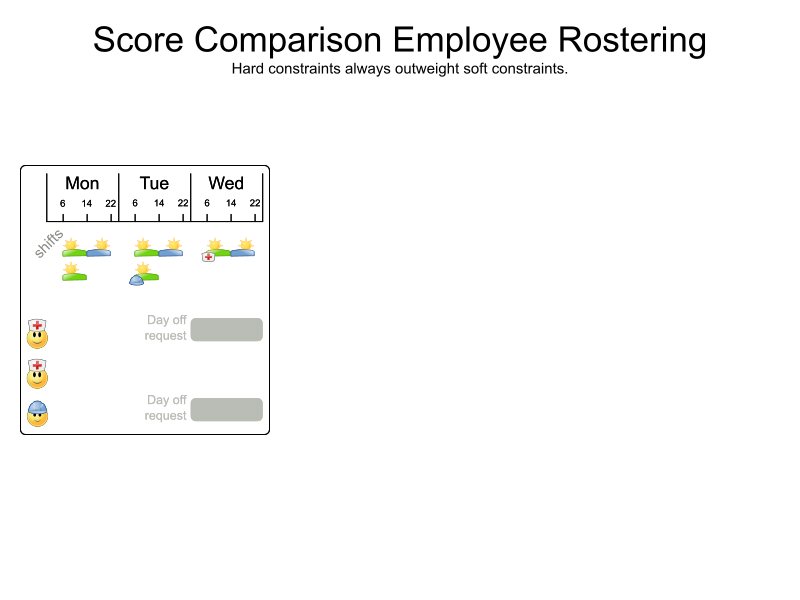 Score Comparison Employee Rostering
Hard constraints always outweight soft constraints.
Mon Tue Wed
6 14 22 6 14 22 6 14 22
shifts
Day off
request
Day off
request